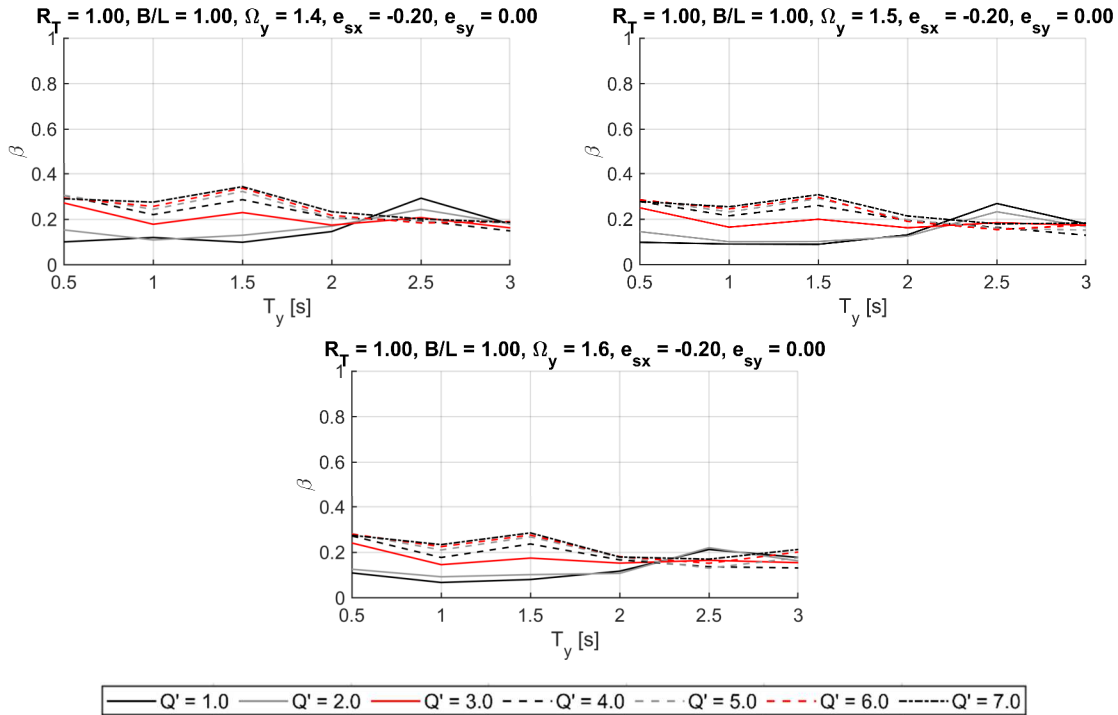 R_T = 1.00, B/L = 1.00, Ω_y = 1.4, e_sx = -0.20, e_sy = 0.00
1
0.8
0.6
0.4
0.2
0
β
0.5 1 1.5 2 2.5 3
T_y [s]
R_T = 1.00, B/L = 1.00, Ω_y = 1.5, e_sx = -0.20, e_sy = 0.00
1
0.8
0.6
0.4
0.2
0
β
0.5 1 1.5 2 2.5 3
T_y [s]
R_T = 1.00, B/L = 1.00, Ω_y = 1.6, e_sx = -0.20, e_sy = 0.00
1
0.8
0.6
0.4
0.2
0
β
0.5 1 1.5 2 2.5 3
T_y [s]
Q' = 1.0 Q' = 2.0 Q' = 3.0 Q' = 4.0 Q' = 5.0 Q' = 6.0 Q' = 7.0